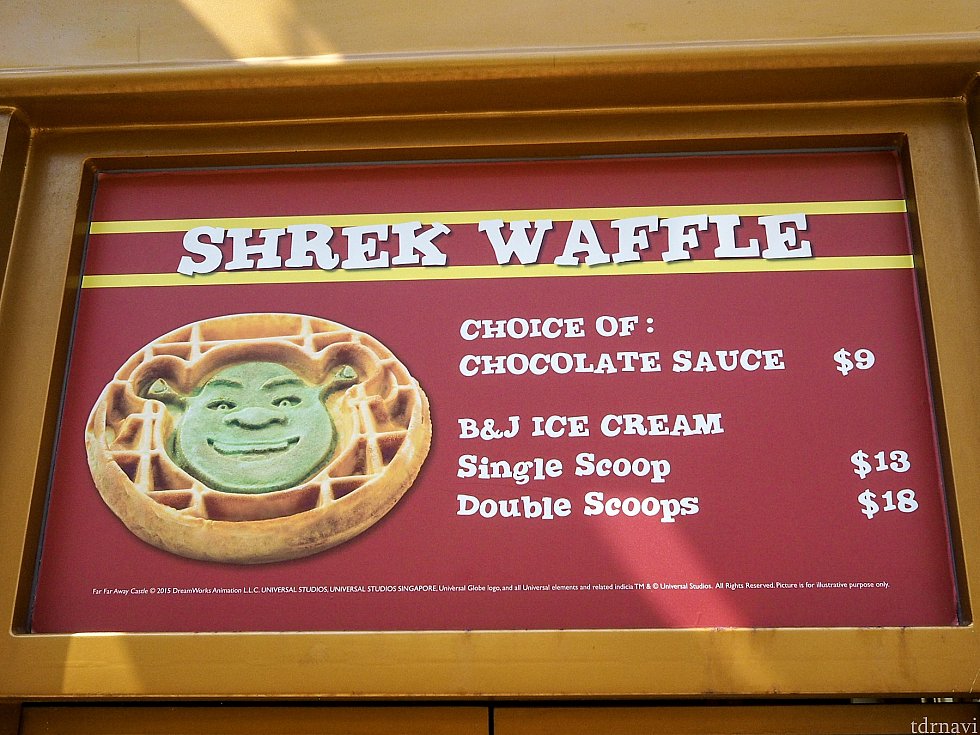 SHREK WAFFLE
CHOICE OF:
CHOCOLATE SAUCE $9
B&J ICE CREAM
Single Scoop $13
Double Scoops $18
Far Far Away Castle © 2015 DreamWorks Animation L.L.C. UNIVERSAL STUDIOS, UNIVERSAL STUDIOS SINGAPORE, Universal Globe logo, and all Universal elements and related indicia TM & © Universal Studios. All Rights Reserved. Picture is for illustrative purpose only.
tdrnavi